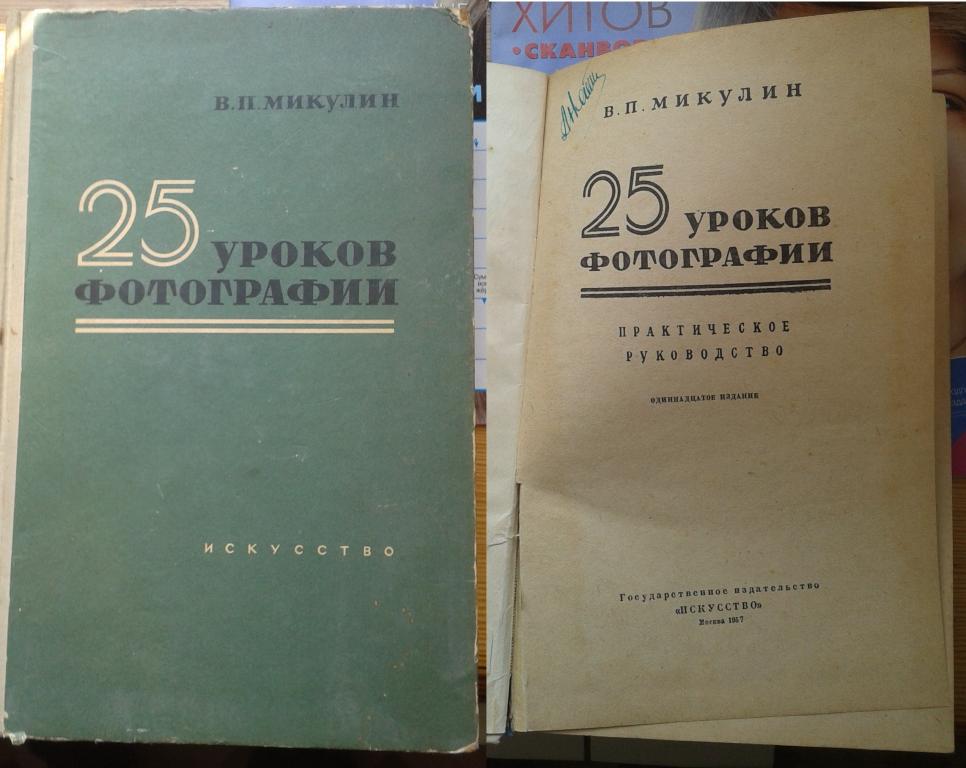 В.П.МИКУЛИН
25 УРОКОВ
ФОТОГРАФИИ
ИСКУССТВО
ХИТОВ
•СКАНВО
В.П.МИКУЛИН
25 УРОКОВ
ФОТОГРАФИИ
ПРАКТИЧЕСКОЕ
РУКОВОДСТВО
ОДИННАДЦАТОЕ ИЗДАНИЕ
Государственное издательство
«ИСКУССТВО»
Москва 1957